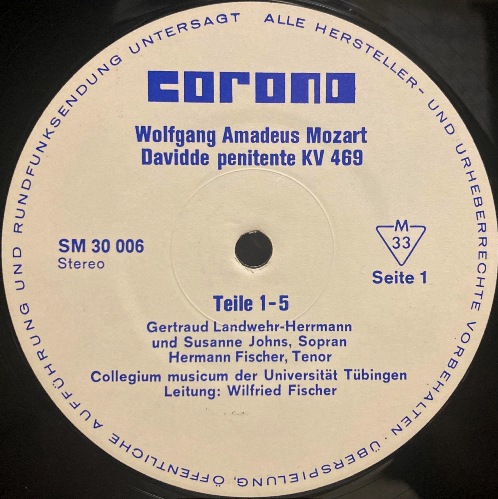 corona
Wolfgang Amadeus Mozart
Davidde penitente KV 469
SM 30 006
Stereo
M
33
Seite 1
Teile 1-5
Gertraud Landwehr-Herrmann
und Susanne Johns, Sopran
Hermann Fischer, Tenor
Collegium musicum der Universität Tübingen
Leitung: Wilfried Fischer
ALLE HERSTELLER- UND URHEBERRECHTE VORBEHALTEN · ÜBERSPIELUNG, ÖFFENTLICHE AUFFÜHRUNG UND RUNDFUNKSENDUNG UNTERSAGT